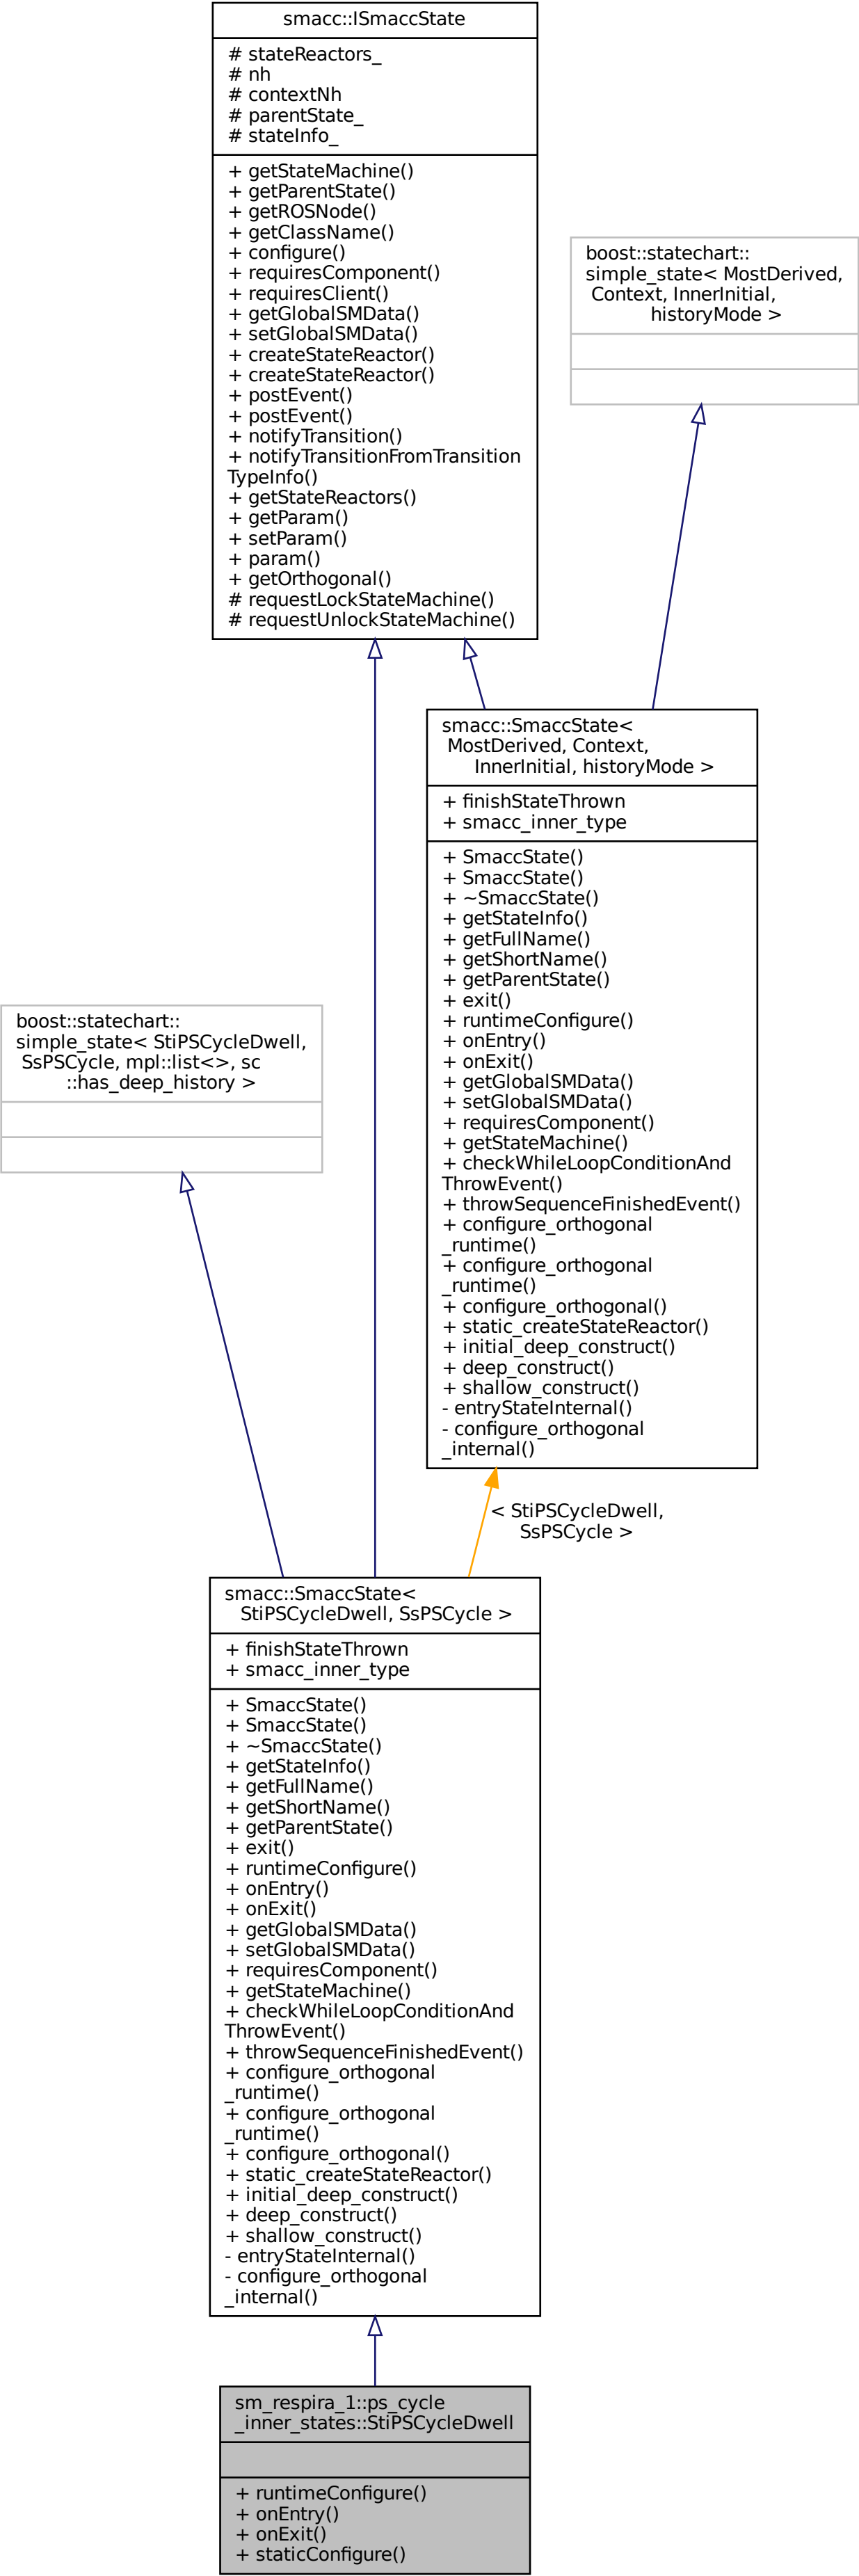 smacc::ISmaccState
# stateReactors_
# nh
# contextNh
# parentState_
# stateInfo_
+ getStateMachine()
+ getParentState()
+ getROSNode()
+ getClassName()
+ configure()
+ requiresComponent()
+ requiresClient()
+ getGlobalSMData()
+ setGlobalSMData()
+ createStateReactor()
+ createStateReactor()
+ postEvent()
+ postEvent()
+ notifyTransition()
+ notifyTransitionFromTransition
TypeInfo()
+ getStateReactors()
+ getParam()
+ setParam()
+ param()
+ getOrthogonal()
# requestLockStateMachine()
# requestUnlockStateMachine()
boost::statechart::
simple_state< MostDerived,
Context, InnerInitial,
historyMode >
smacc::SmaccState<
MostDerived, Context,
InnerInitial, historyMode >
+ finishStateThrown
+ smacc_inner_type
+ SmaccState()
+ SmaccState()
+ ~SmaccState()
+ getStateInfo()
+ getFullName()
+ getShortName()
+ getParentState()
+ exit()
+ runtimeConfigure()
+ onEntry()
+ onExit()
+ getGlobalSMData()
+ setGlobalSMData()
+ requiresComponent()
+ getStateMachine()
+ checkWhileLoopConditionAnd
ThrowEvent()
+ throwSequenceFinishedEvent()
+ configure_orthogonal
_runtime()
+ configure_orthogonal
_runtime()
+ configure_orthogonal()
+ static_createStateReactor()
+ initial_deep_construct()
+ deep_construct()
+ shallow_construct()
- entryStateInternal()
- configure_orthogonal
_internal()
boost::statechart::
simple_state< StiPSCycleDwell,
SsPSCycle, mpl::list<>, sc
::has_deep_history >
< StiPSCycleDwell,
SsPSCycle >
smacc::SmaccState<
StiPSCycleDwell, SsPSCycle >
+ finishStateThrown
+ smacc_inner_type
+ SmaccState()
+ SmaccState()
+ ~SmaccState()
+ getStateInfo()
+ getFullName()
+ getShortName()
+ getParentState()
+ exit()
+ runtimeConfigure()
+ onEntry()
+ onExit()
+ getGlobalSMData()
+ setGlobalSMData()
+ requiresComponent()
+ getStateMachine()
+ checkWhileLoopConditionAnd
ThrowEvent()
+ throwSequenceFinishedEvent()
+ configure_orthogonal
_runtime()
+ configure_orthogonal
_runtime()
+ configure_orthogonal()
+ static_createStateReactor()
+ initial_deep_construct()
+ deep_construct()
+ shallow_construct()
- entryStateInternal()
- configure_orthogonal
_internal()
sm_respira_1::ps_cycle
_inner_states::StiPSCycleDwell
+ runtimeConfigure()
+ onEntry()
+ onExit()
+ staticConfigure()